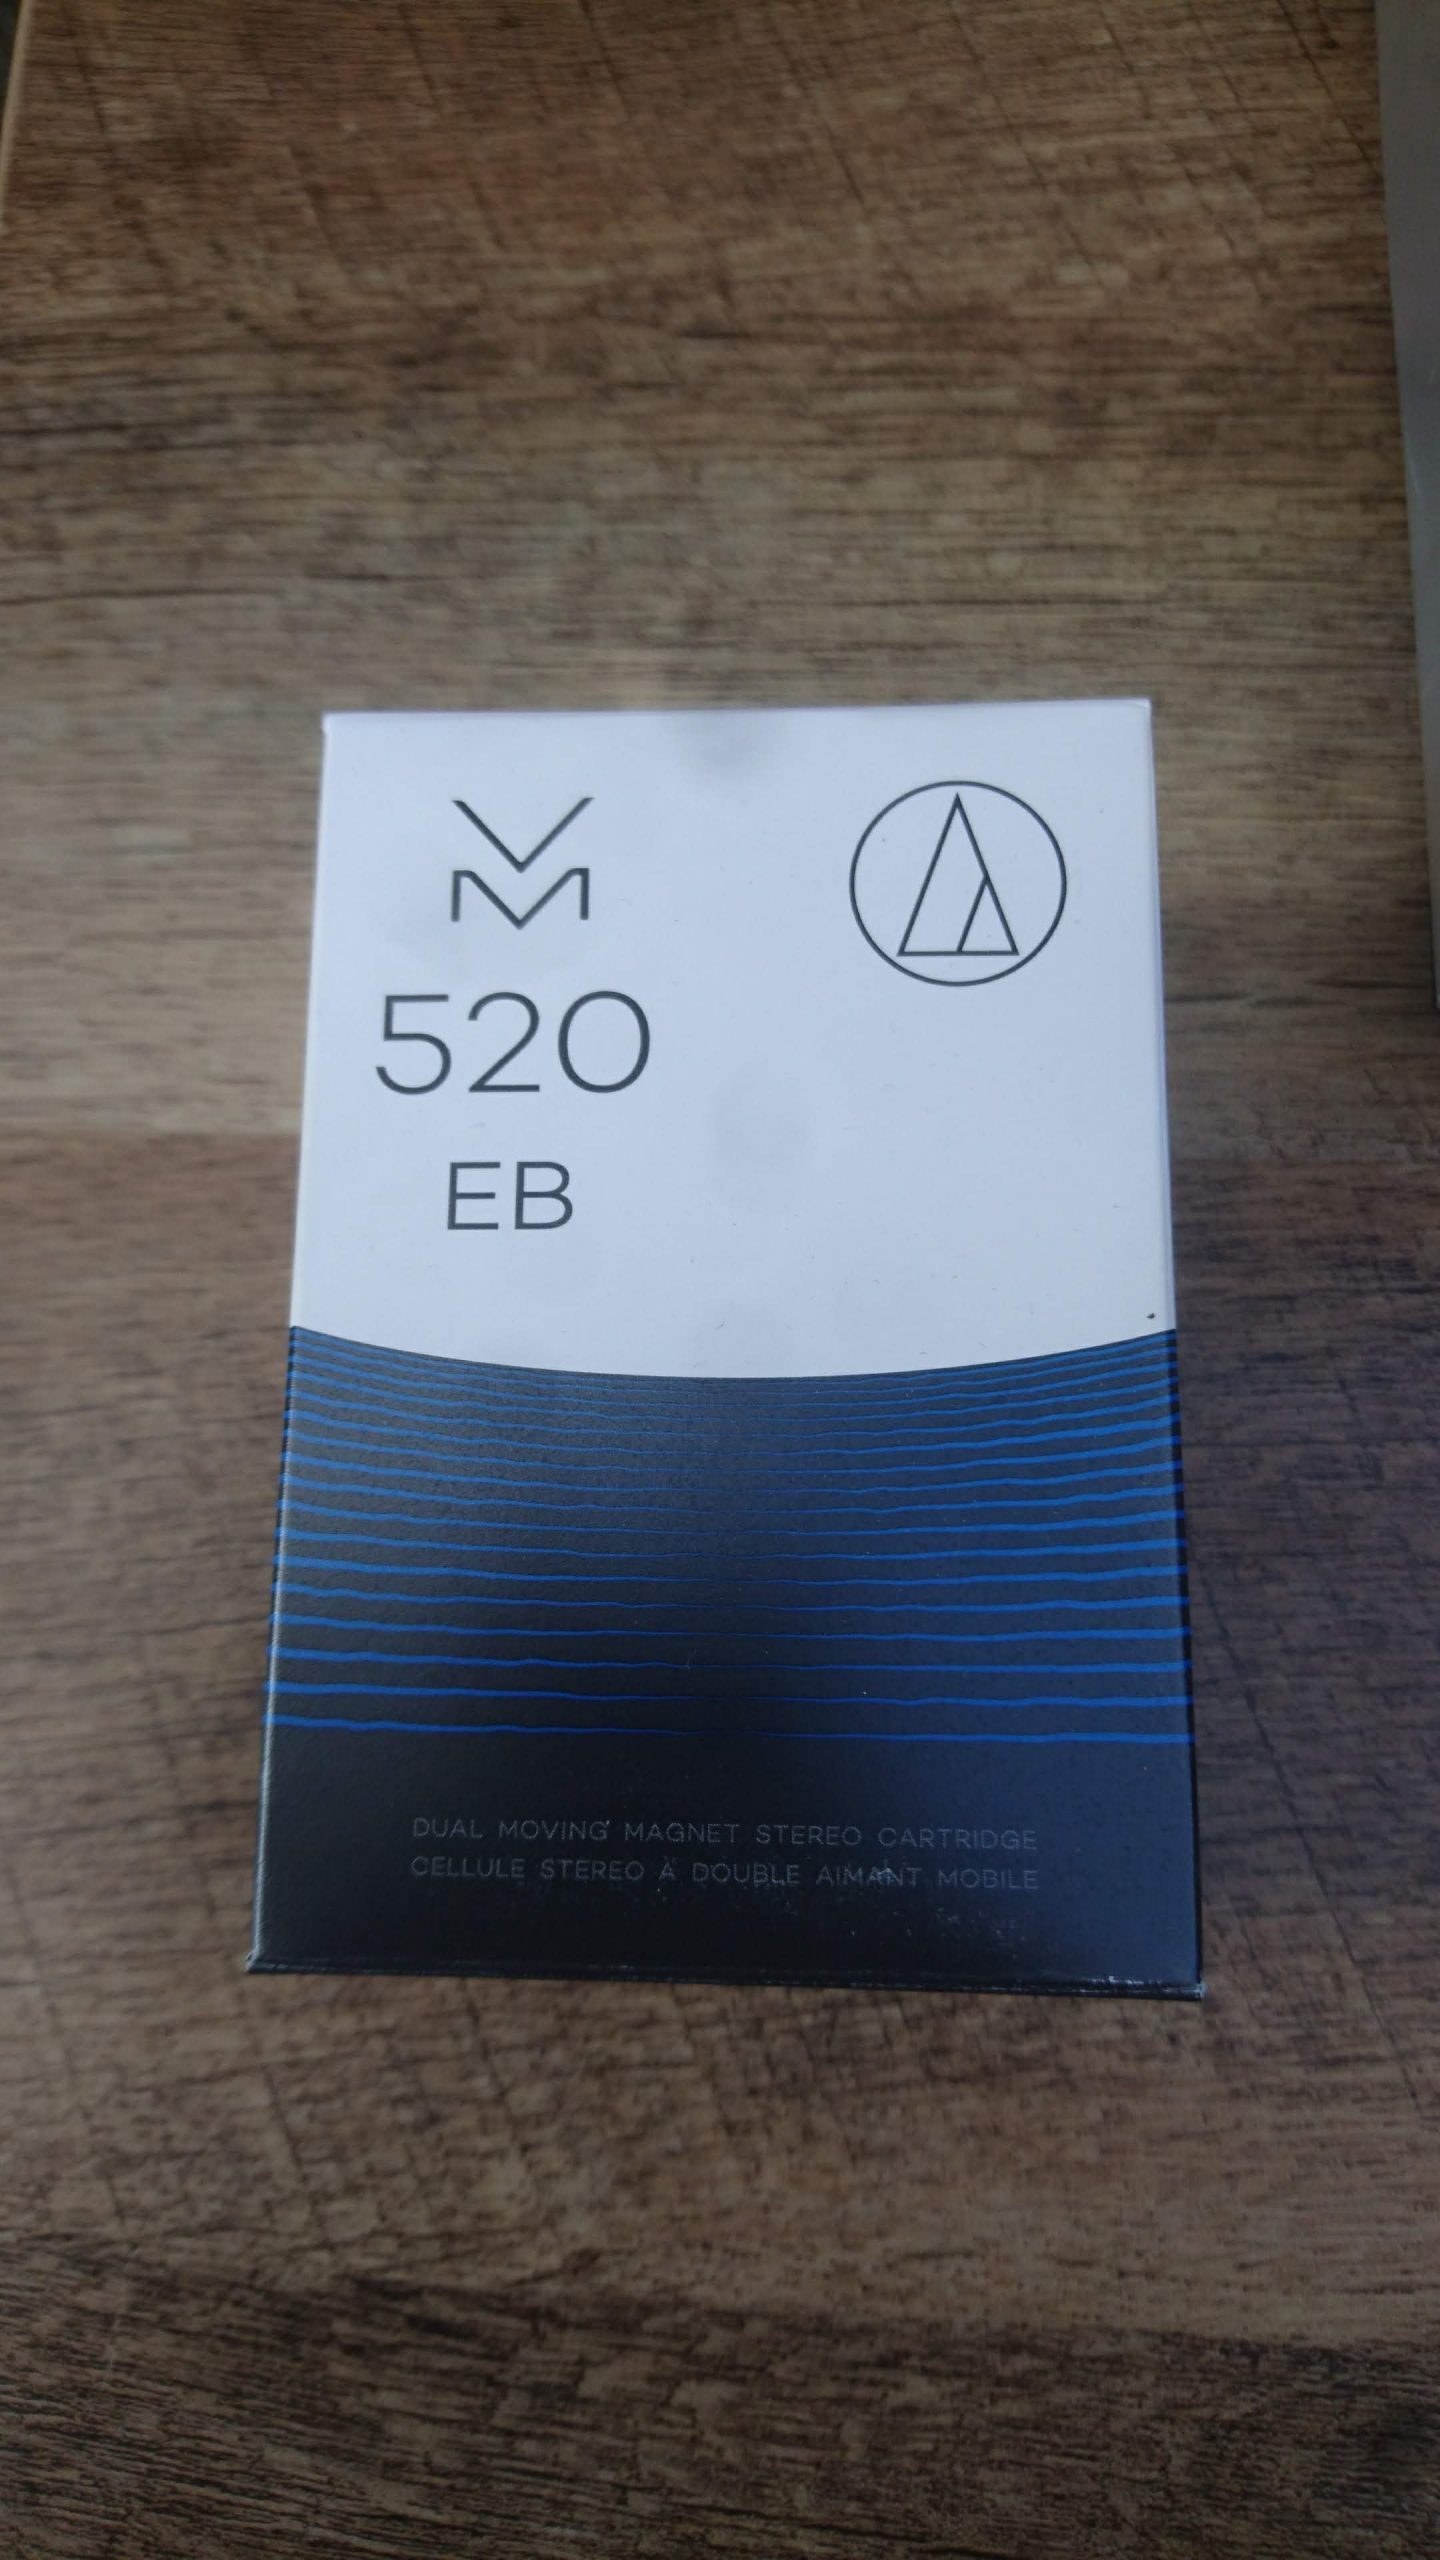 VM
520
EB
DUAL MOVING MAGNET STEREO CARTRIDGE
CELLULE STEREO À DOUBLE AIMANT MOBILE